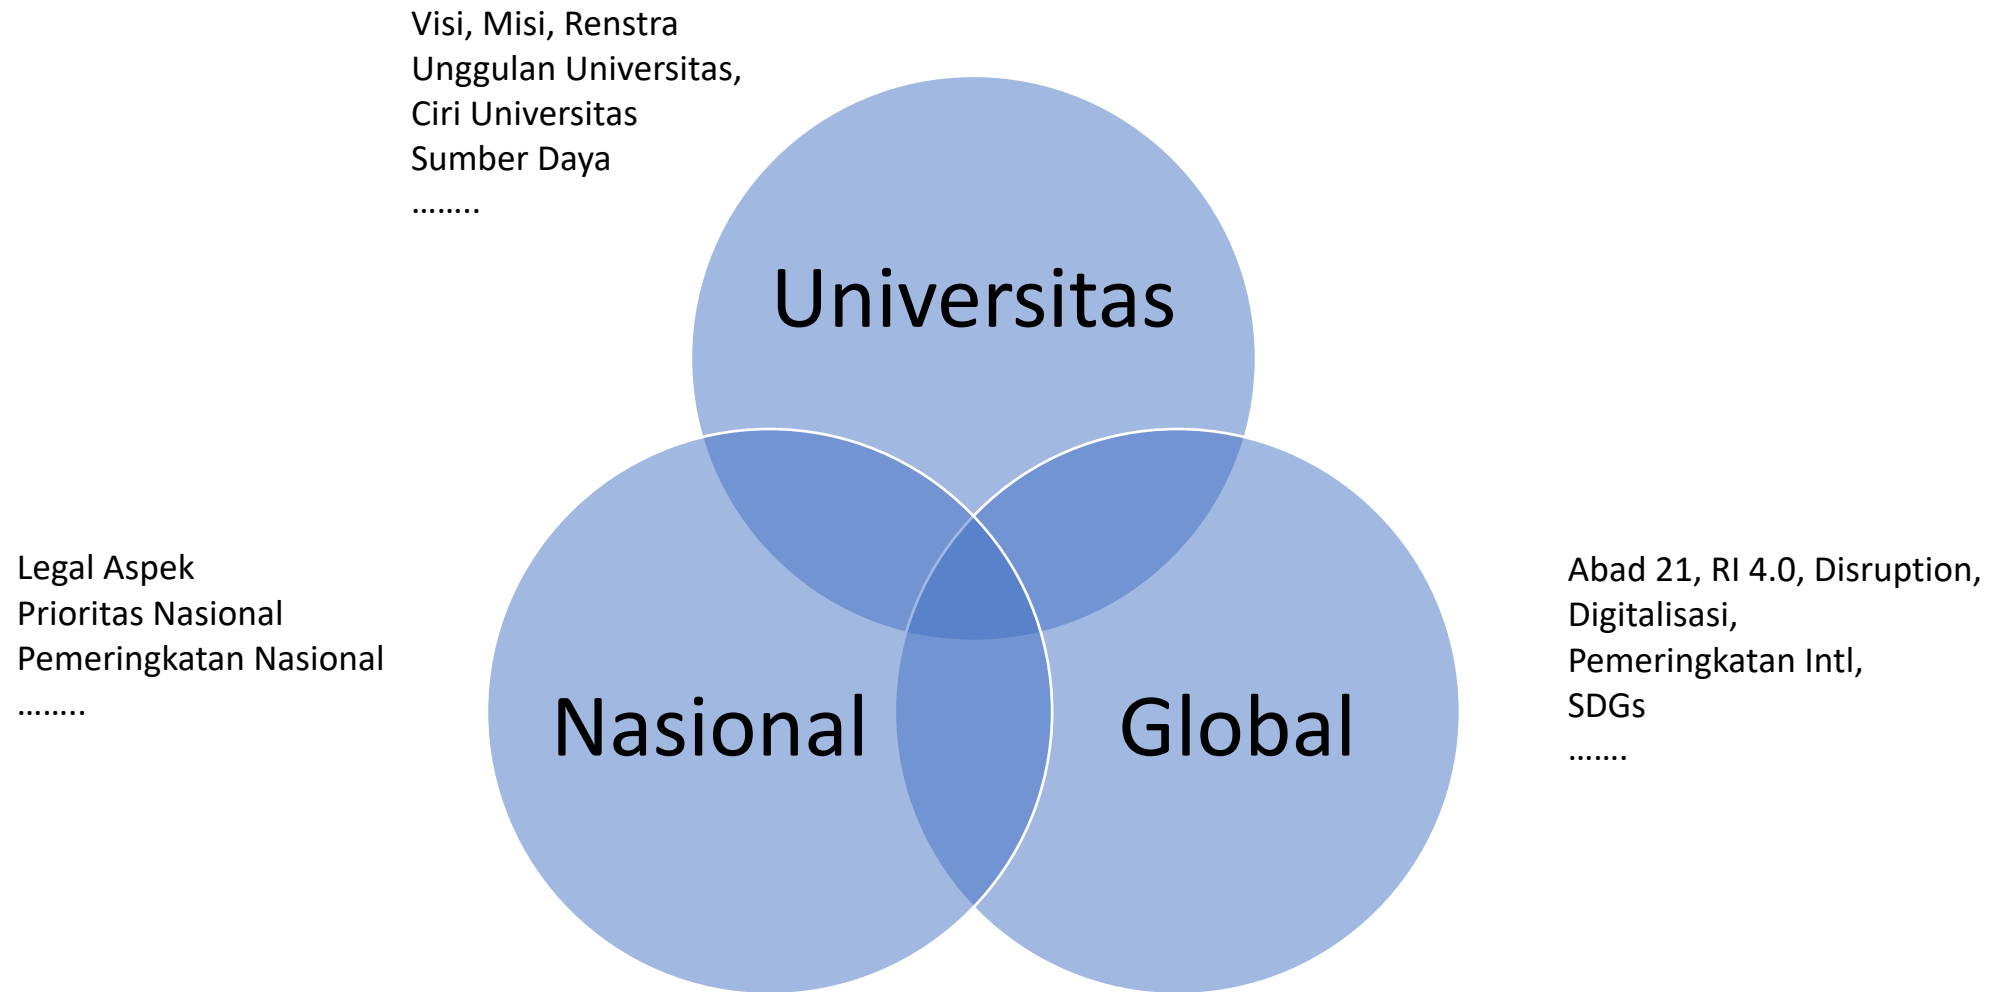 Visi, Misi, Renstra
Unggulan Universitas,
Ciri Universitas
Sumber Daya
……..
Universitas
Legal Aspek
Prioritas Nasional
Pemeringkatan Nasional
……..
Nasional
Global
Abad 21, RI 4.0, Disruption,
Digitalisasi,
Pemeringkatan Intl,
SDGs
…….